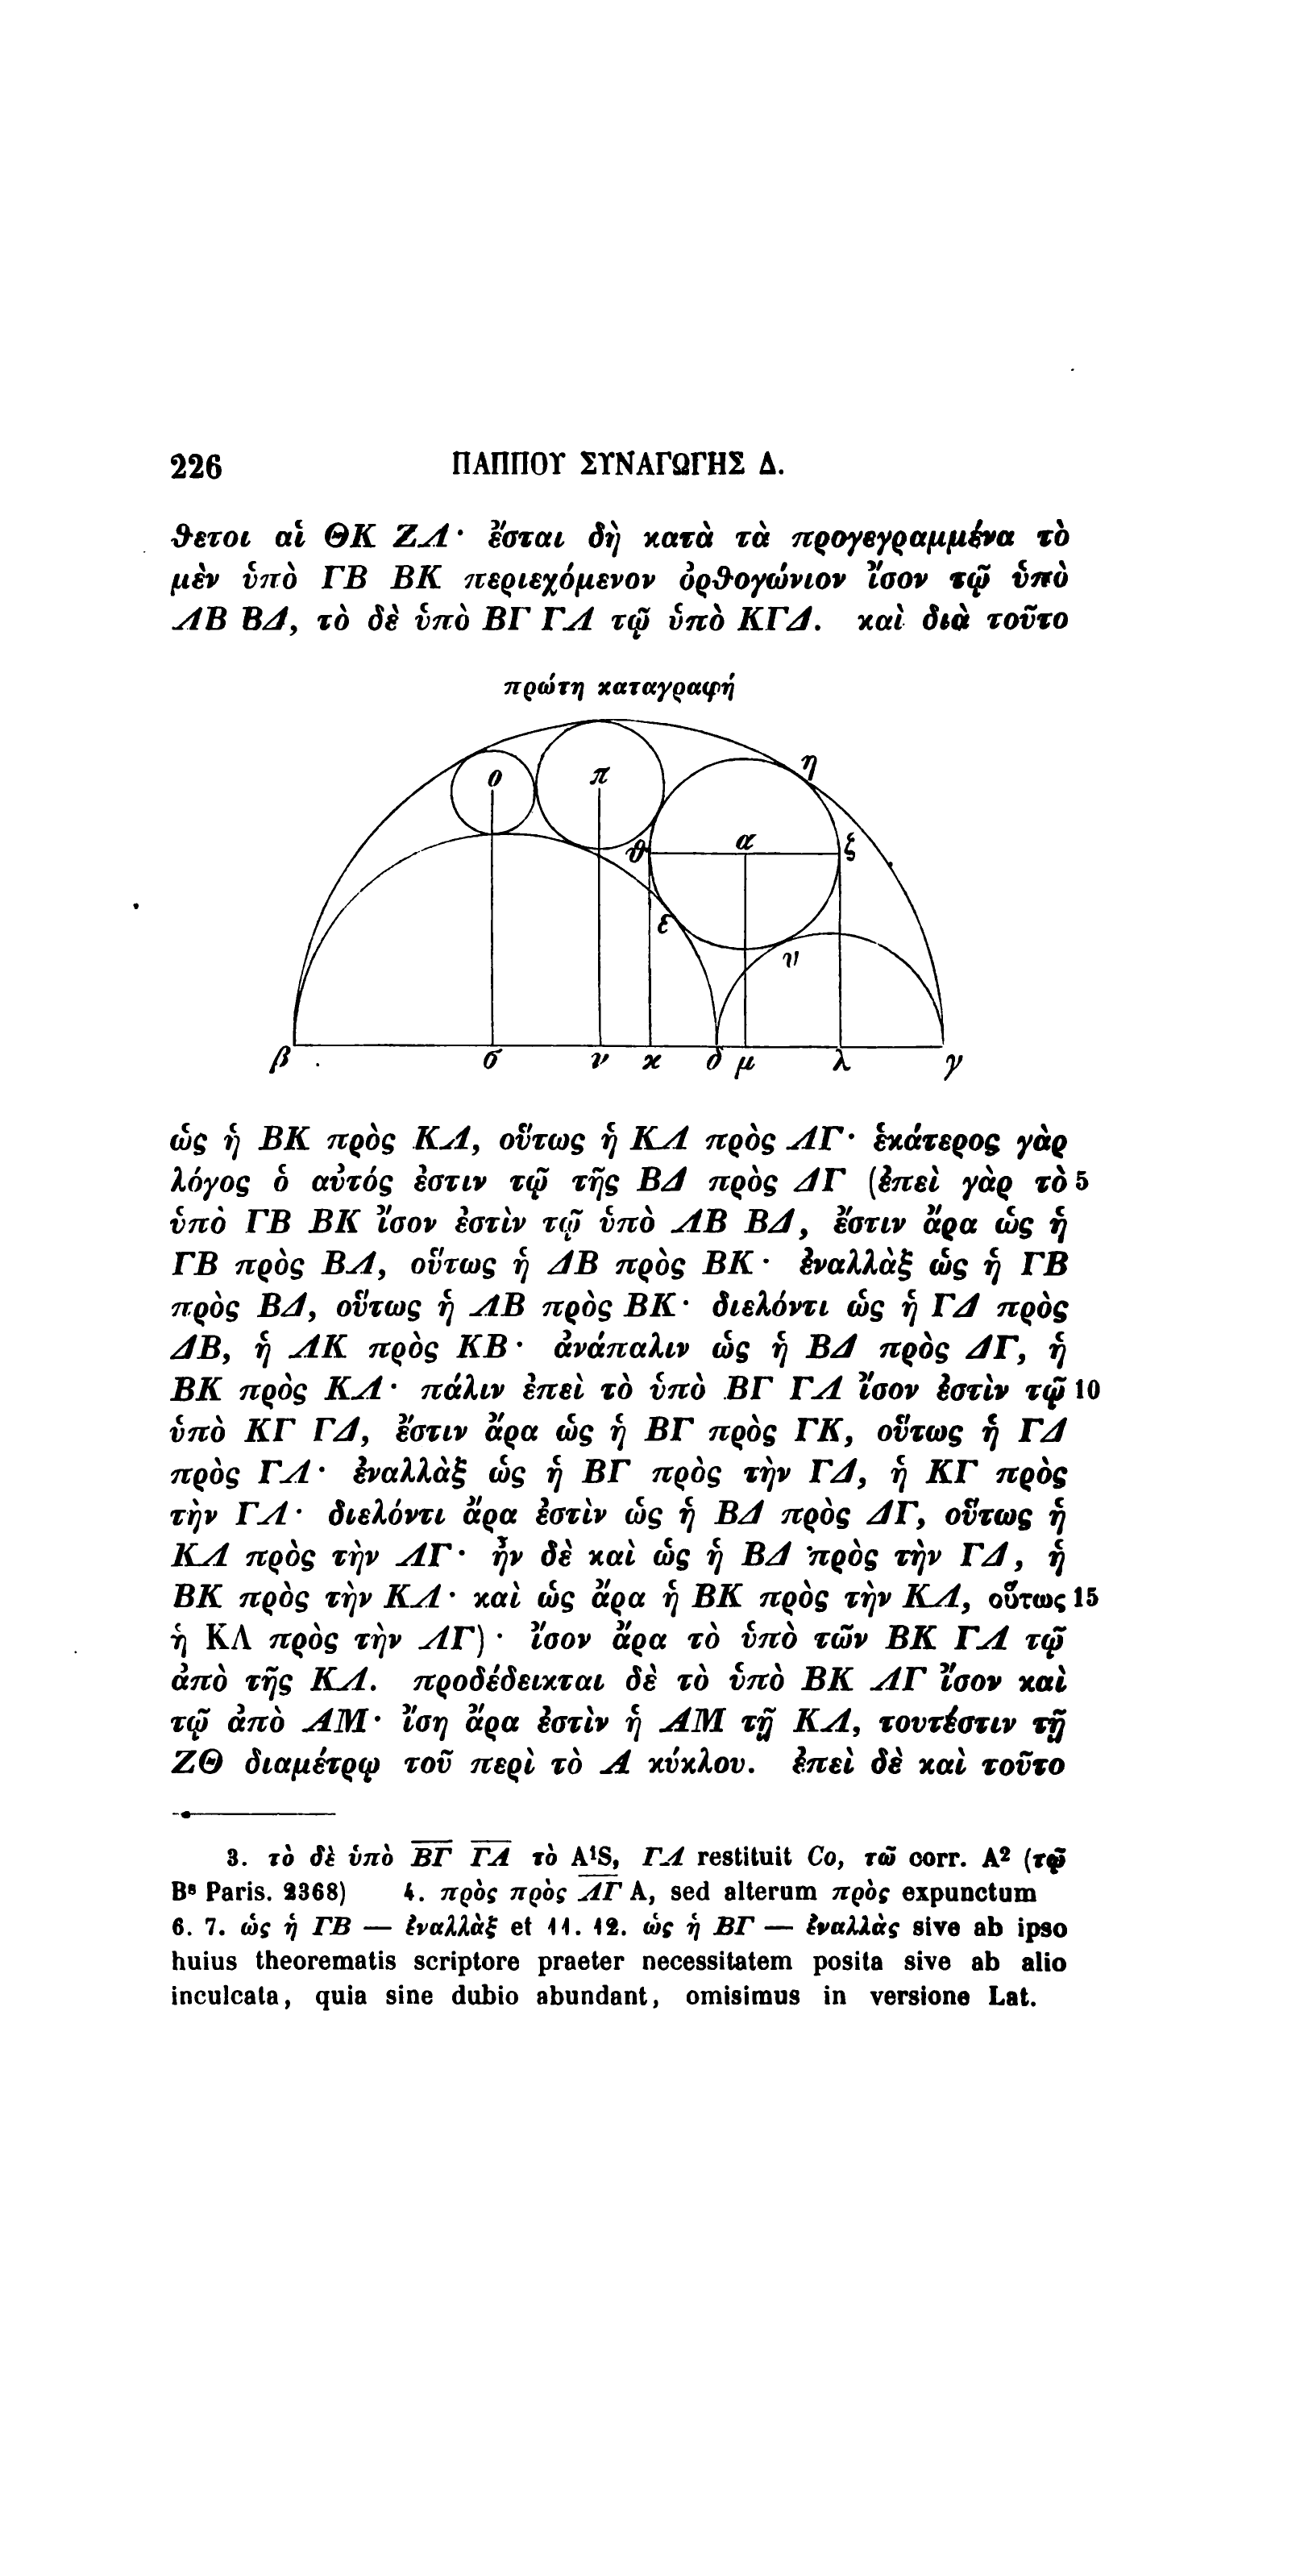 226 ΠΑΠΠΟΥ ΣΥΝΑΓΩΓΗΣ Δ.
θετοι αἱ ΘΚ ΖΛ· ἔσται δὴ κατὰ τὰ προγεγραμμένα τὸ
μὲν ὑπὸ ΓΒ ΒΚ περιεχόμενον ὀρθογώνιον ἴσον τῷ ὑπὸ
ΛΒ ΒΔ, τὸ δὲ ὑπὸ ΒΓ ΓΛ τῷ ὑπὸ ΚΓΔ. καὶ διὰ τοῦτο
πρώτη καταγραφή
η
ο π
θ α ζ
ε
υ
β σ ν κ δ μ λ γ
ὡς ἡ ΒΚ πρὸς ΚΛ, οὕτως ἡ ΚΛ πρὸς ΛΓ· ἑκάτερος γὰρ
λόγος ὁ αὐτός ἐστιν τῷ τῆς ΒΔ πρὸς ΔΓ (ἐπεὶ γὰρ τὸ 5
ὑπὸ ΓΒ ΒΚ ἴσον ἐστὶν τῷ ὑπὸ ΛΒ ΒΔ, ἔστιν ἄρα ὡς ἡ
ΓΒ πρὸς ΒΛ, οὕτως ἡ ΔΒ πρὸς ΒΚ· ἐναλλὰξ ὡς ἡ ΓΒ
πρὸς ΒΔ, οὕτως ἡ ΛΒ πρὸς ΒΚ· διελόντι ὡς ἡ ΓΔ πρὸς
ΔΒ, ἡ ΛΚ πρὸς ΚΒ· ἀνάπαλιν ὡς ἡ ΒΔ πρὸς ΔΓ, ἡ
ΒΚ πρὸς ΚΛ· πάλιν ἐπεὶ τὸ ὑπὸ ΒΓ ΓΛ ἴσον ἐστὶν τῷ 10
ὑπὸ ΚΓ ΓΔ, ἔστιν ἄρα ὡς ἡ ΒΓ πρὸς ΓΚ, οὕτως ἡ ΓΔ
πρὸς ΓΛ· ἐναλλὰξ ὡς ἡ ΒΓ πρὸς τὴν ΓΔ, ἡ ΚΓ πρὸς
τὴν ΓΛ· διελόντι ἄρα ἐστὶν ὡς ἡ ΒΔ πρὸς ΔΓ, οὕτως ἡ
ΚΛ πρὸς τὴν ΛΓ· ἦν δὲ καὶ ὡς ἡ ΒΔ πρὸς τὴν ΓΔ, ἡ
ΒΚ πρὸς τὴν ΚΛ· καὶ ὡς ἄρα ἡ ΒΚ πρὸς τὴν ΚΛ, οὕτως 15
ἡ ΚΛ πρὸς τὴν ΛΓ)· ἴσον ἄρα τὸ ὑπὸ τῶν ΒΚ ΓΛ τῷ
ἀπὸ τῆς ΚΛ. προδέδεικται δὲ τὸ ὑπὸ ΒΚ ΛΓ ἴσον καὶ
τῷ ἀπὸ ΑΜ· ἴση ἄρα ἐστὶν ἡ ΑΜ τῇ ΚΛ, τουτέστιν τῇ
ΖΘ διαμέτρῳ τοῦ περὶ τὸ Α κύκλου. ἐπεὶ δὲ καὶ τοῦτο
3. τὸ δὲ ὑπὸ ΒΓ ΓΑ τὸ A¹S, ΓΛ restituit Co, τῶ corr. A² (τῷ
Bˢ Paris. 2368) 4. πρὸς πρὸς ΛΓ A, sed alterum πρὸς expunctum
6. 7. ὡς ἡ ΓΒ — ἐναλλὰξ et 11. 12. ὡς ἡ ΒΓ — ἐναλλὰς sive ab ipso
huius theorematis scriptore praeter necessitatem posita sive ab alio
inculcata, quia sine dubio abundant, omisimus in versione Lat.